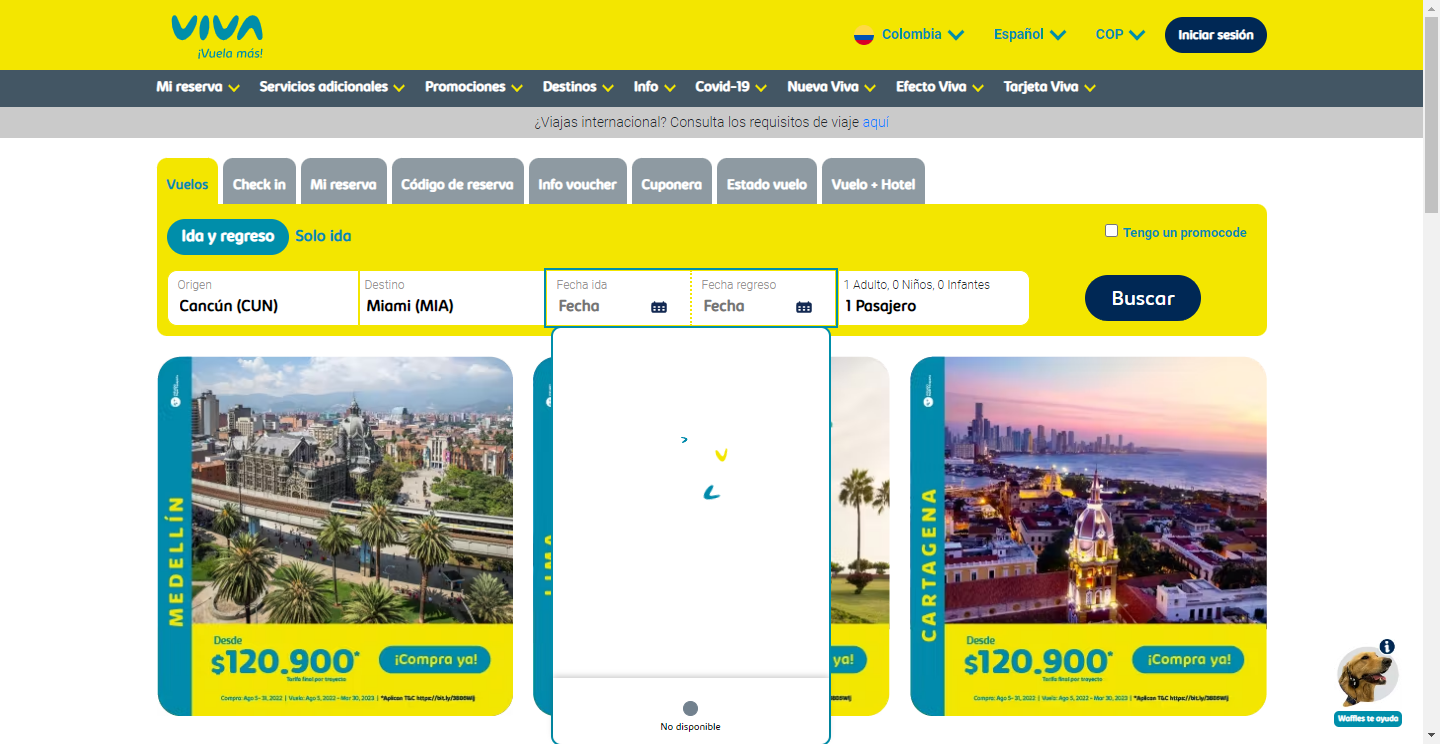 VIVA
¡Vuela más!
Colombia
Español
COP
Iniciar sesión
Mi reserva
Servicios adicionales
Promociones
Destinos
Info
Covid-19
Nueva Viva
Efecto Viva
Tarjeta Viva
¿Viajas internacional? Consulta los requisitos de viaje aquí
Vuelos
Check in
Mi reserva
Código de reserva
Info voucher
Cuponera
Estado vuelo
Vuelo + Hotel
Ida y regreso
Solo ida
Tengo un promocode
Origen
Cancún (CUN)
Destino
Miami (MIA)
Fecha ida
Fecha
Fecha regreso
Fecha
1 Adulto, 0 Niños, 0 Infantes
1 Pasajero
Buscar
MEDELLÍN
Desde
$120.900*
Tarifa final por trayecto
¡Compra ya!
Compra: Ago 5 - 31, 2022 | Vuela: Ago 5, 2022 - Mar 30, 2023 | *Aplican T&C https://bit.ly/3BD6Wlj
LIMA
ya!
No disponible
CARTAGENA
Desde
$120.900*
Tarifa final por trayecto
¡Compra ya!
Compra: Ago 5 - 31, 2022 | Vuela: Ago 5, 2022 - Mar 30, 2023 | *Aplican T&C https://bit.ly/3BD6Wlj
i
Waffles te ayuda